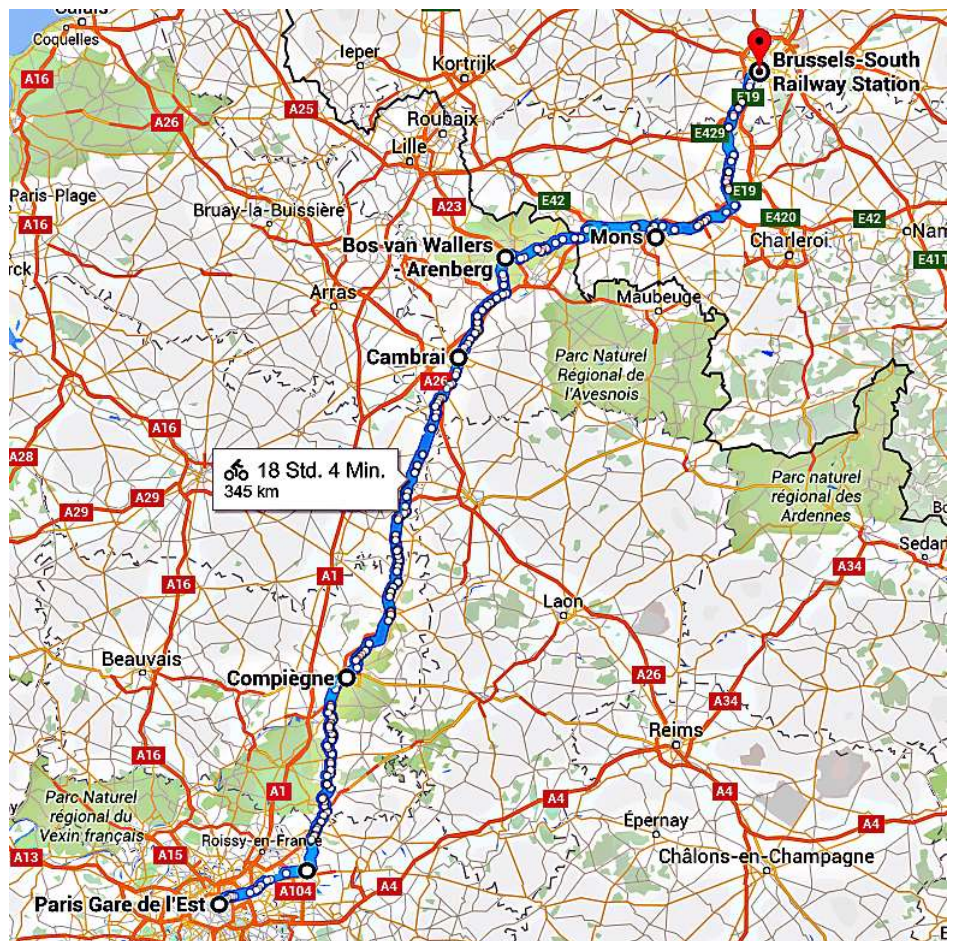 Calais
Coquelles
A16
A26
A25
Ieper
Kortrijk
Roubaix
Lille
Brussels-South
Railway Station
E19
E429
E19
Paris-Plage
A16
Bruay-la-Buissière
A23
E42
E420
E42
Bos van Wallers
- Arenberg
Mons
Charleroi
Nam
E411
Arras
Maubeuge
Cambrai
A26
Parc Naturel
Régional de
l'Avesnois
A16
A28
A29
A29
18 Std. 4 Min.
345 km
Parc naturel
régional des
Ardennes
Sedan
A16
A1
A34
Laon
Beauvais
Compiègne
A26
A34
Reims
A16
A1
Parc Naturel
régional du
Vexin français
Roissy-en-France
A4
A4
A4
Épernay
Châlons-en-Champagne
A13
A15
A104
A4
Paris Gare de l'Est